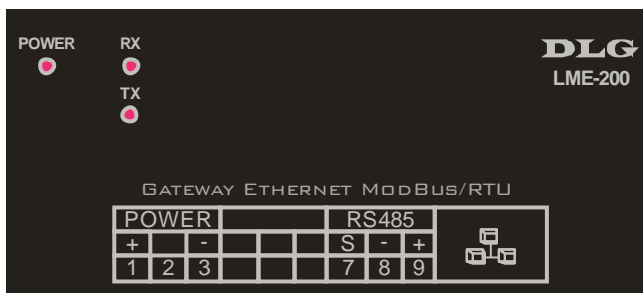 POWER RX DLG
LME-200
TX
GATEWAY ETHERNET MODBUS/RTU
POWER RS485
+ - S - +
1 2 3 7 8 9